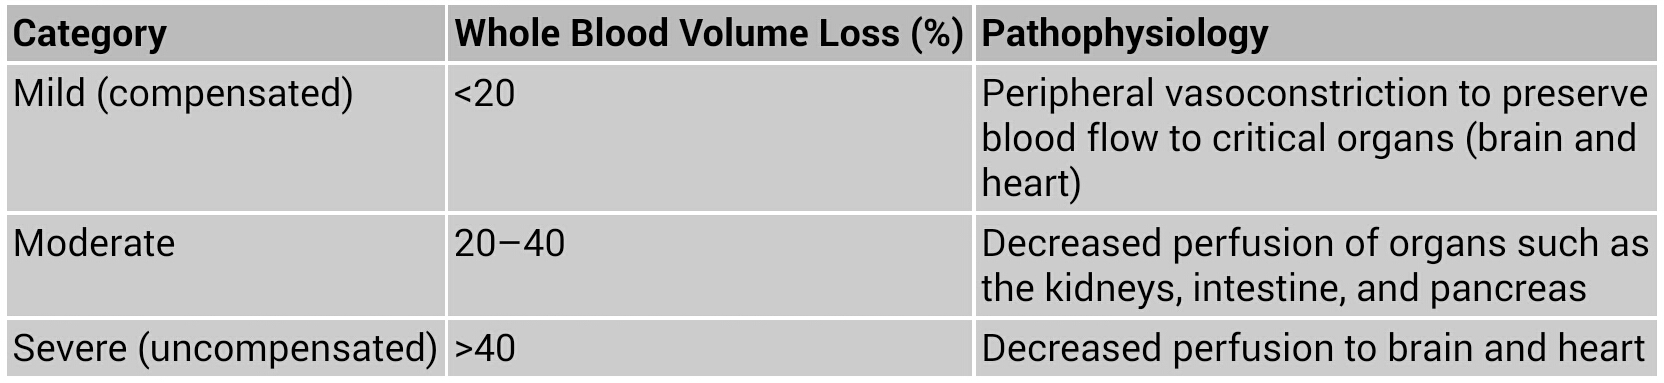 Category Whole Blood Volume Loss (%) Pathophysiology
Mild (compensated) <20 Peripheral vasoconstriction to preserve
blood flow to critical organs (brain and
heart)
Moderate 20–40 Decreased perfusion of organs such as
the kidneys, intestine, and pancreas
Severe (uncompensated) >40 Decreased perfusion to brain and heart